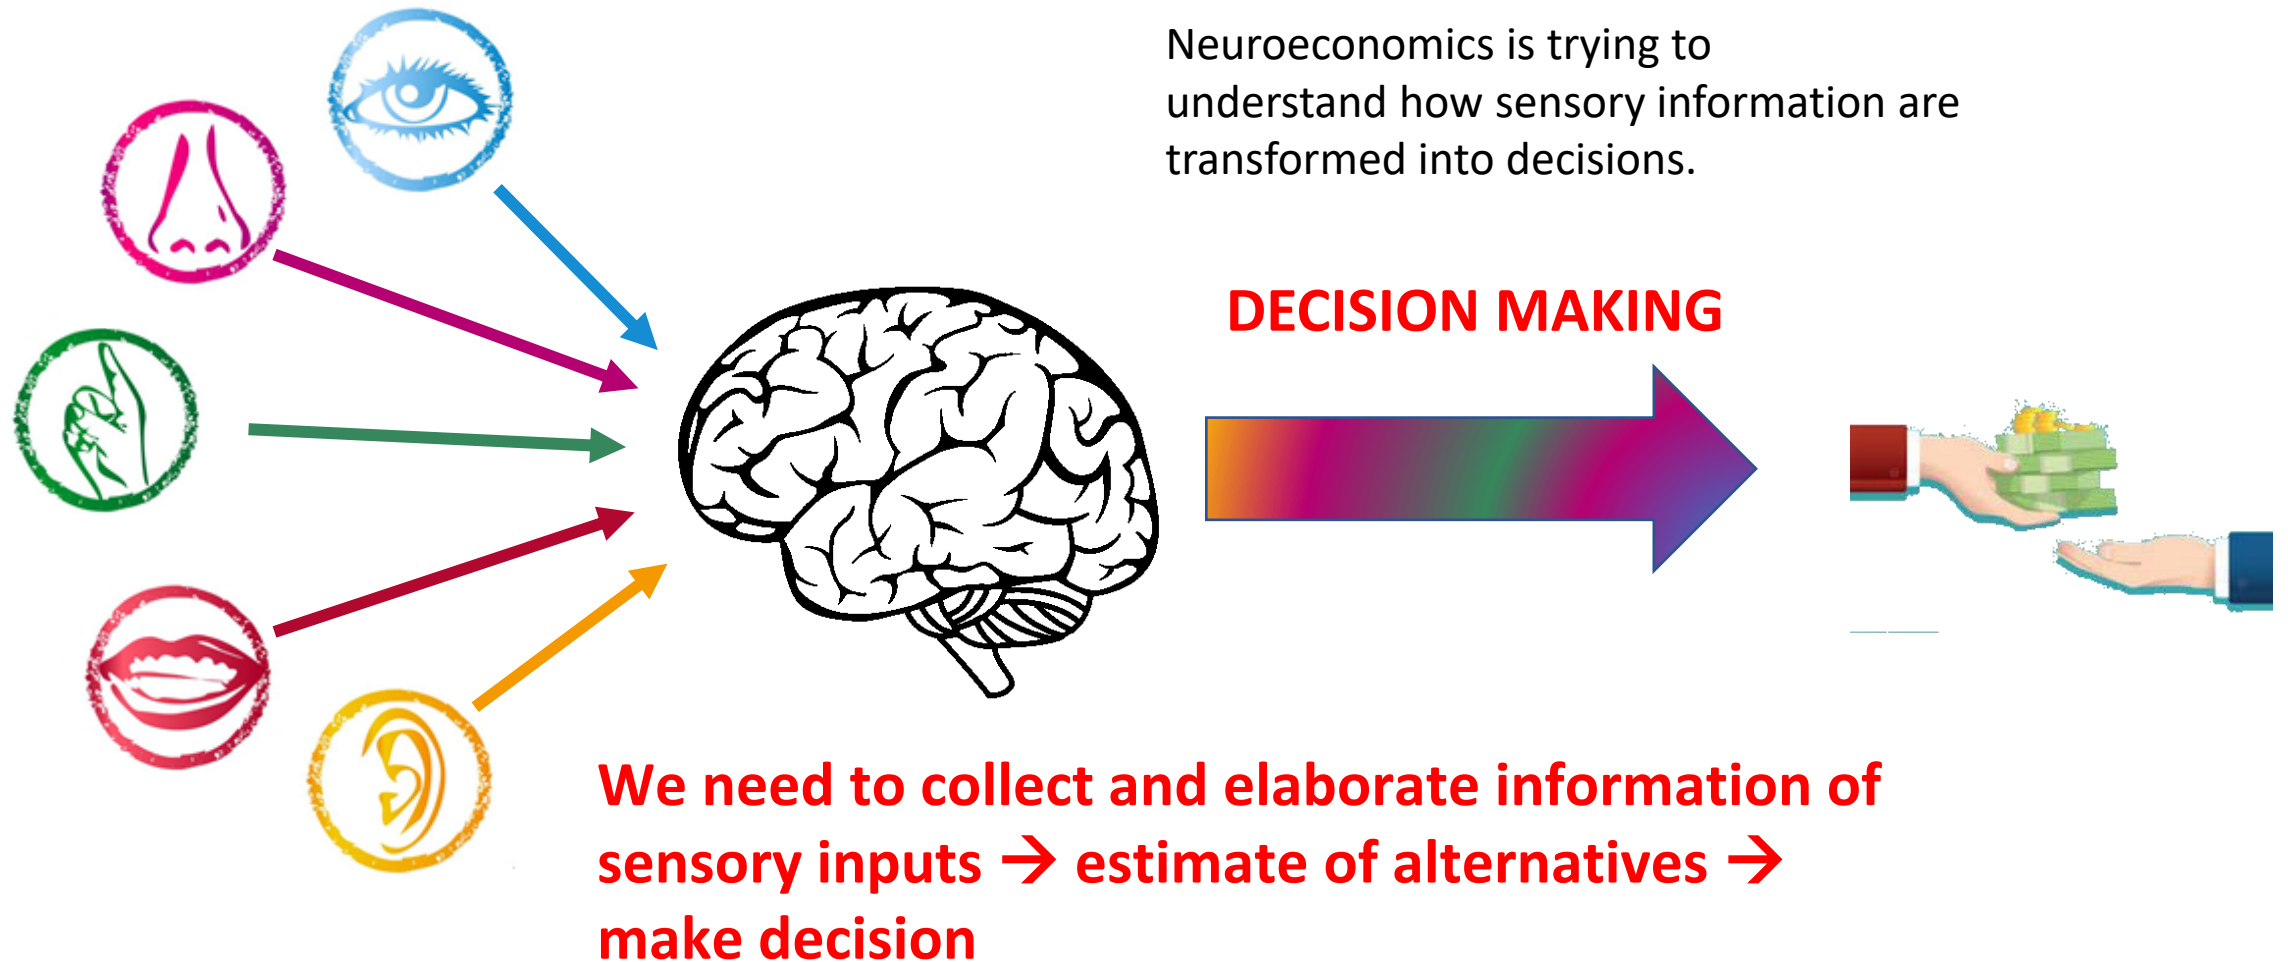 Neuroeconomics is trying to
understand how sensory information are
transformed into decisions.
DECISION MAKING
We need to collect and elaborate information of
sensory inputs → estimate of alternatives →
make decision